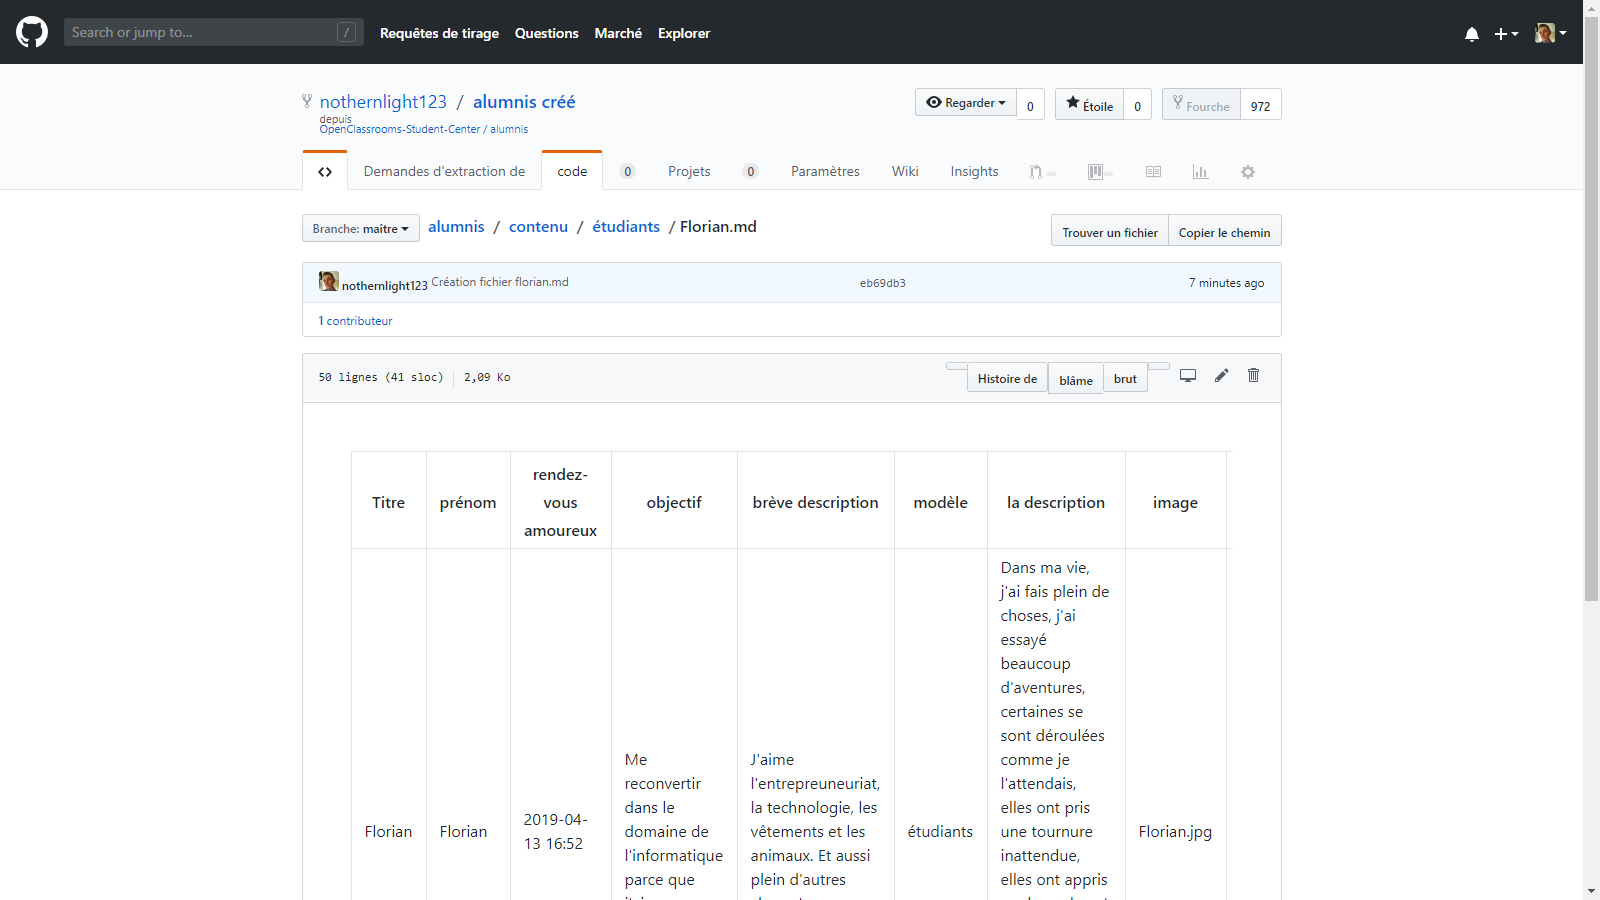 Search or jump to... /
Requêtes de tirage Questions Marché Explorer
nothernlight123 / alumnis créé
depuis
OpenClassrooms-Student-Center / alumnis
Regarder 0 Étoile 0 Fourche 972
Demandes d'extraction de code 0 Projets 0 Paramètres Wiki Insights
Branche: maître alumnis / contenu / étudiants / Florian.md
Trouver un fichier Copier le chemin
nothernlight123 Création fichier florian.md eb69db3 7 minutes ago
1 contributeur
50 lignes (41 sloc) 2,09 Ko
Histoire de blâme brut
Titre
prénom
rendez-
vous
amoureux
objectif
brève description
modèle
la description
image
Florian
Florian
2019-04-
13 16:52
Me
reconvertir
dans le
domaine de
l'informatique
parce que
J'aime
l'entrepreuneuriat,
la technologie, les
vêtements et les
animaux. Et aussi
plein d'autres
étudiants
Dans ma vie,
j'ai fais plein de
choses, j'ai
essayé
beaucoup
d'aventures,
certaines se
sont déroulées
comme je
l'attendais,
elles ont pris
une tournure
inattendue,
elles ont appris
Florian.jpg